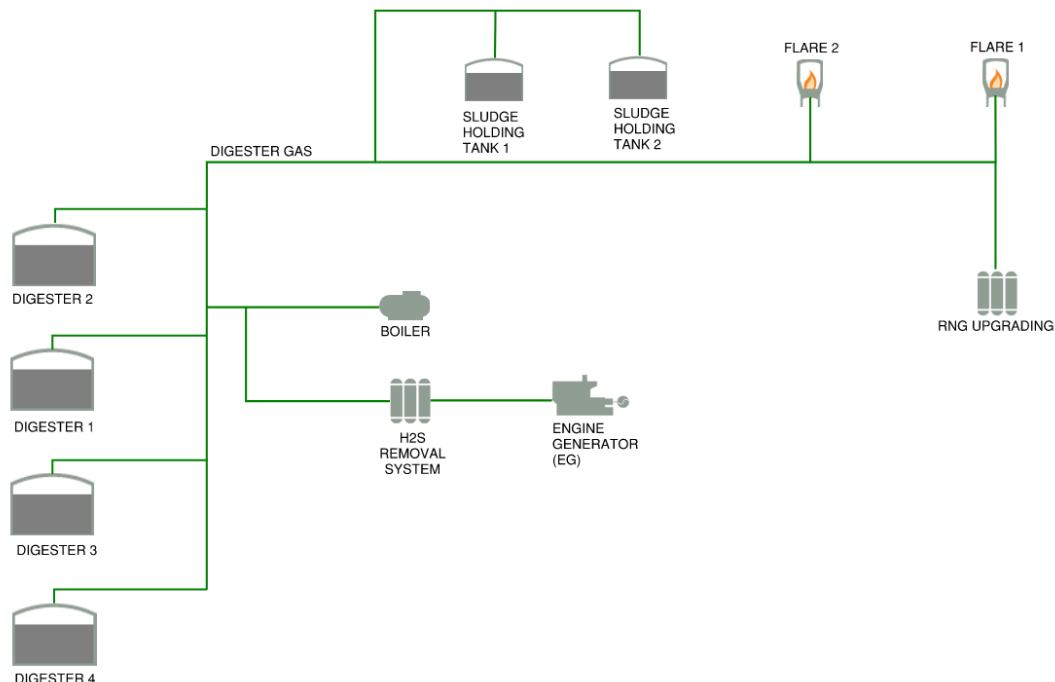 FLARE 2
FLARE 1
SLUDGE
HOLDING
TANK 1
SLUDGE
HOLDING
TANK 2
DIGESTER GAS
DIGESTER 2
BOILER
RNG UPGRADING
DIGESTER 1
H2S
REMOVAL
SYSTEM
ENGINE
GENERATOR
(EG)
DIGESTER 3
DIGESTER 4